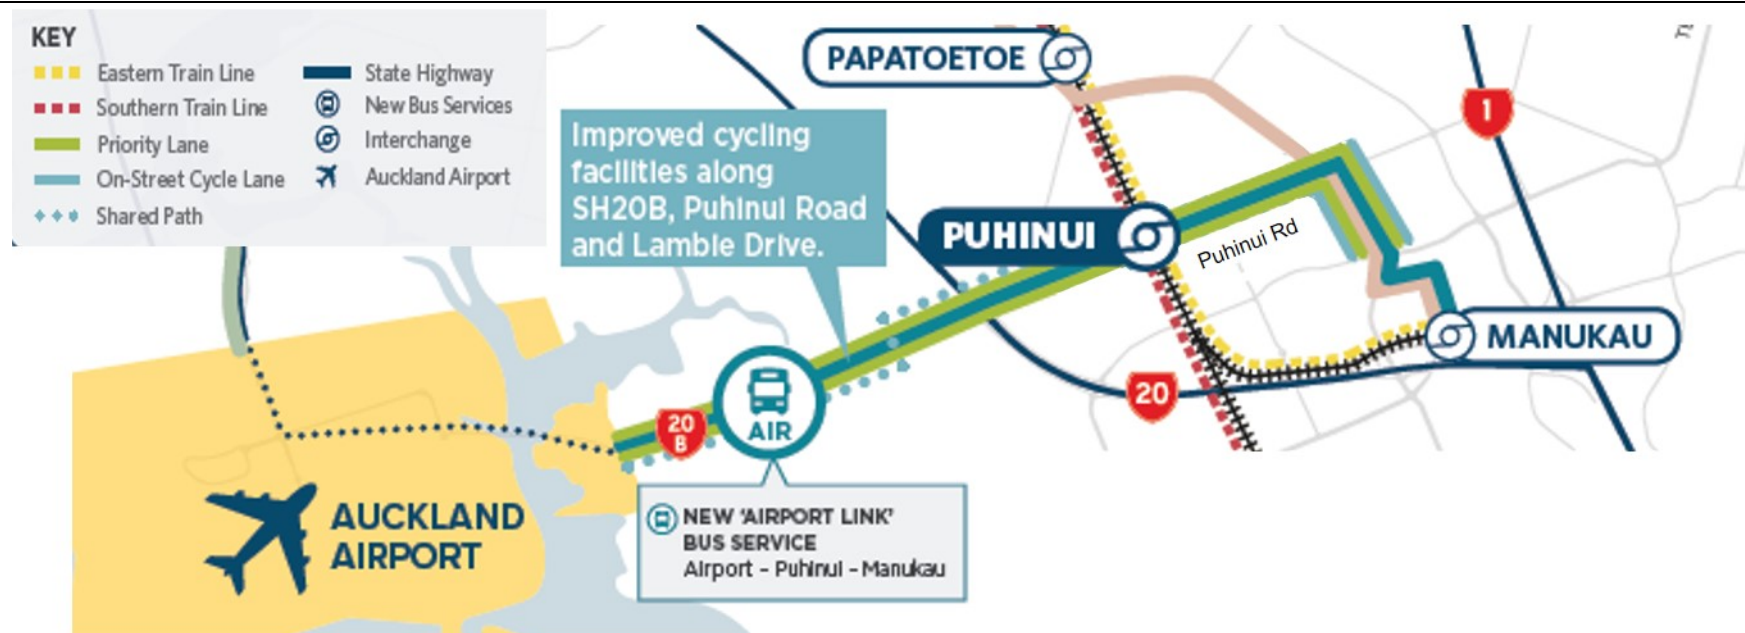 KEY
Eastern Train Line
Southern Train Line
Priority Lane
On-Street Cycle Lane
Shared Path
State Highway
New Bus Services
Interchange
Auckland Airport
PAPATOETOE
1
Improved cycling
facilities along
SH20B, Puhinui Road
and Lambie Drive.
PUHINUI
Puhinui Rd
MANUKAU
20
20
B
AIR
NEW ‘AIRPORT LINK’
BUS SERVICE
Airport - Puhinui - Manukau
AUCKLAND
AIRPORT